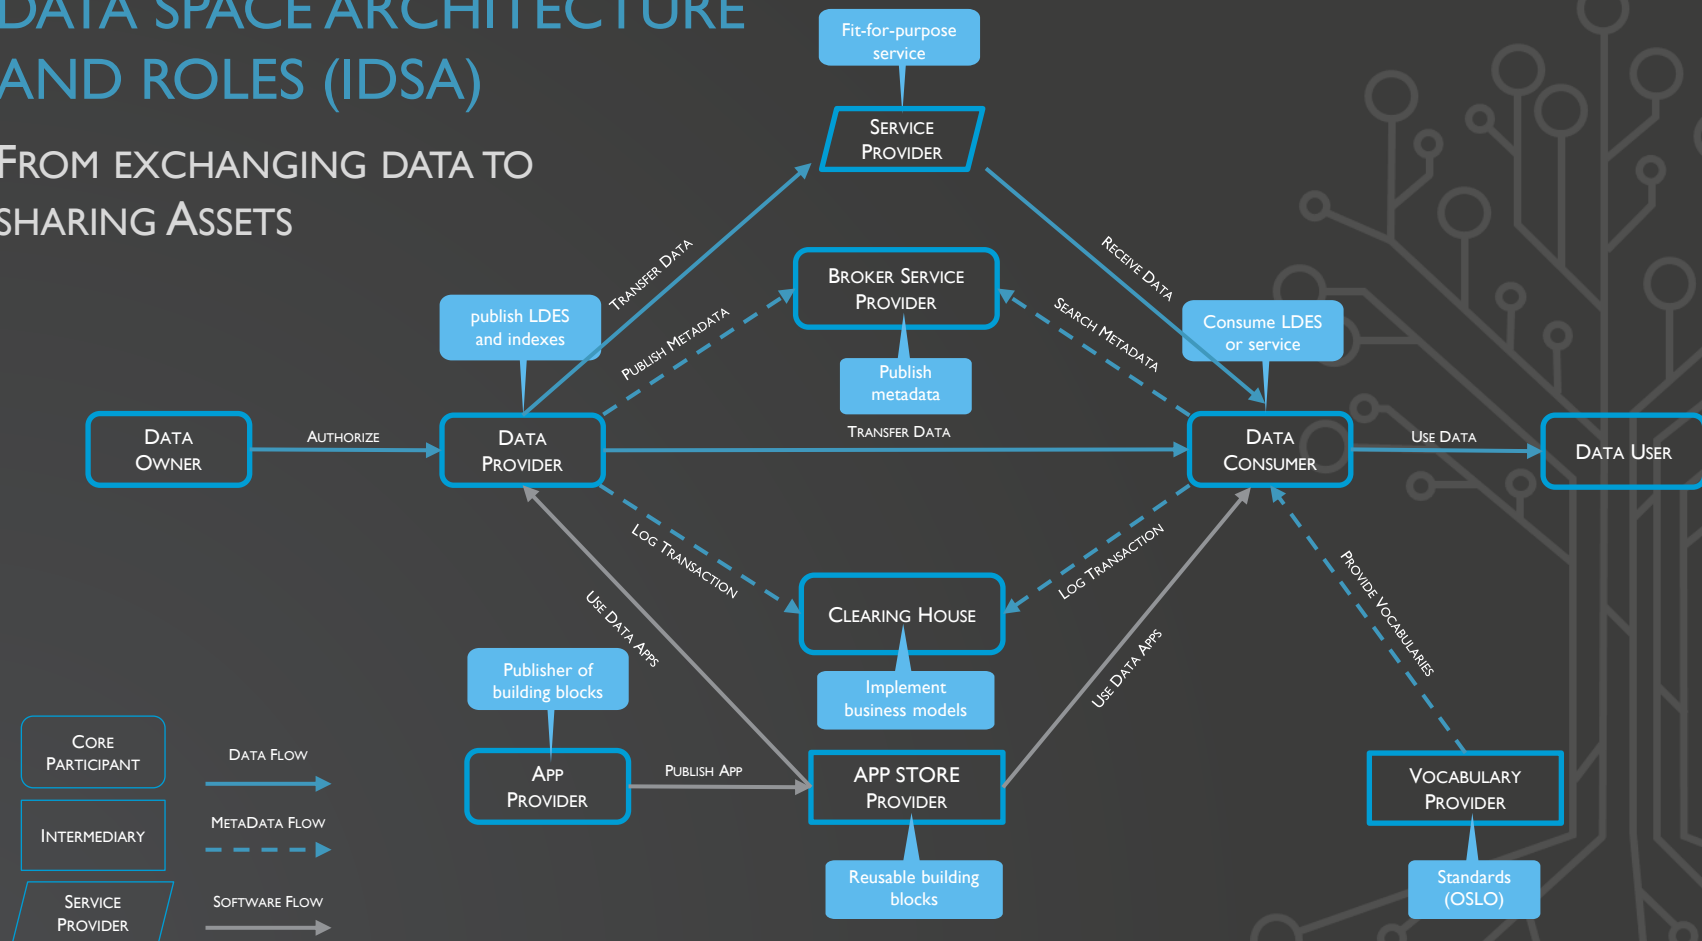 DATA SPACE ARCHITECTURE
AND ROLES (IDSA)
FROM EXCHANGING DATA TO
SHARING ASSETS
Fit-for-purpose
service
SERVICE
PROVIDER
TRANSFER DATA
RECEIVE DATA
BROKER SERVICE
PROVIDER
PUBLISH METADATA
SEARCH METADATA
publish LDES
and indexes
Consume LDES
or service
Publish
metadata
DATA
OWNER
AUTHORIZE
DATA
PROVIDER
TRANSFER DATA
DATA
CONSUMER
USE DATA
DATA USER
LOG TRANSACTION
LOG TRANSACTION
USE DATA APPS
CLEARING HOUSE
USE DATA APPS
PROVIDE VOCABULARIES
Publisher of
building blocks
Implement
business models
APP
PROVIDER
PUBLISH APP
APP STORE
PROVIDER
VOCABULARY
PROVIDER
Reusable building
blocks
Standards
(OSLO)
CORE
PARTICIPANT
DATA FLOW
INTERMEDIARY
METADATA FLOW
SERVICE
PROVIDER
SOFTWARE FLOW